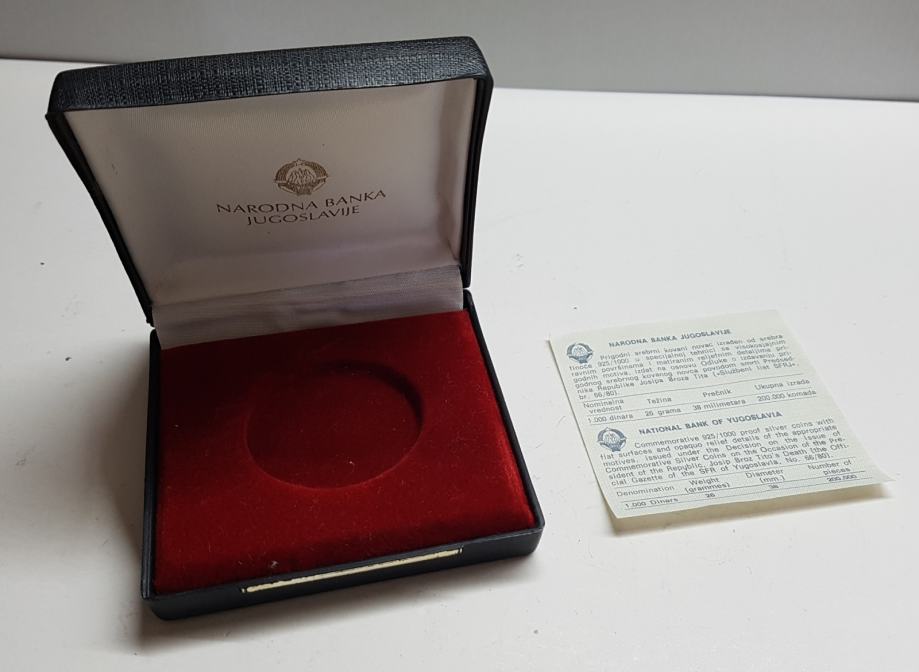 NARODNA BANKA
JUGOSLAVIJE
NARODNA BANKA JUGOSLAVIJE
Prigodni srebrni kovani novac izrađen od srebra
finoće 925/1000 u specijalnoj tehnici sa visokosjajnim
ravnim površinama i matiranim reljefnim detaljima pri-
godnih motiva, izdat na osnovu Odluke o izdavanju pri-
godnog srebrnog kovanog novca povodom smrti Predsed-
nika Republike Josipa Broza Tita (»Službeni list SFRJ«,
br. 56/80).
Nominalna vrednost Težina Prečnik Ukupna izrada
1.000 dinara 26 grama 38 milimetara 200.000 komada
NATIONAL BANK OF YUGOSLAVIA
Commemorative 925/1000 proof silver coins with
flat surfaces and opaque relief details of the appropriate
motives, issued under the Decision on the Issue of
Commemorative Silver Coins on the Occasion of the Pre-
sident of the Republic, Josip Broz Tito's Death (the Offi-
cial Gazette of the SFR of Yugoslavia, No. 56/80).
Denomination Weight (grammes) Diameter (mm.) Number of pieces
1.000 Dinars 26 38 200.000